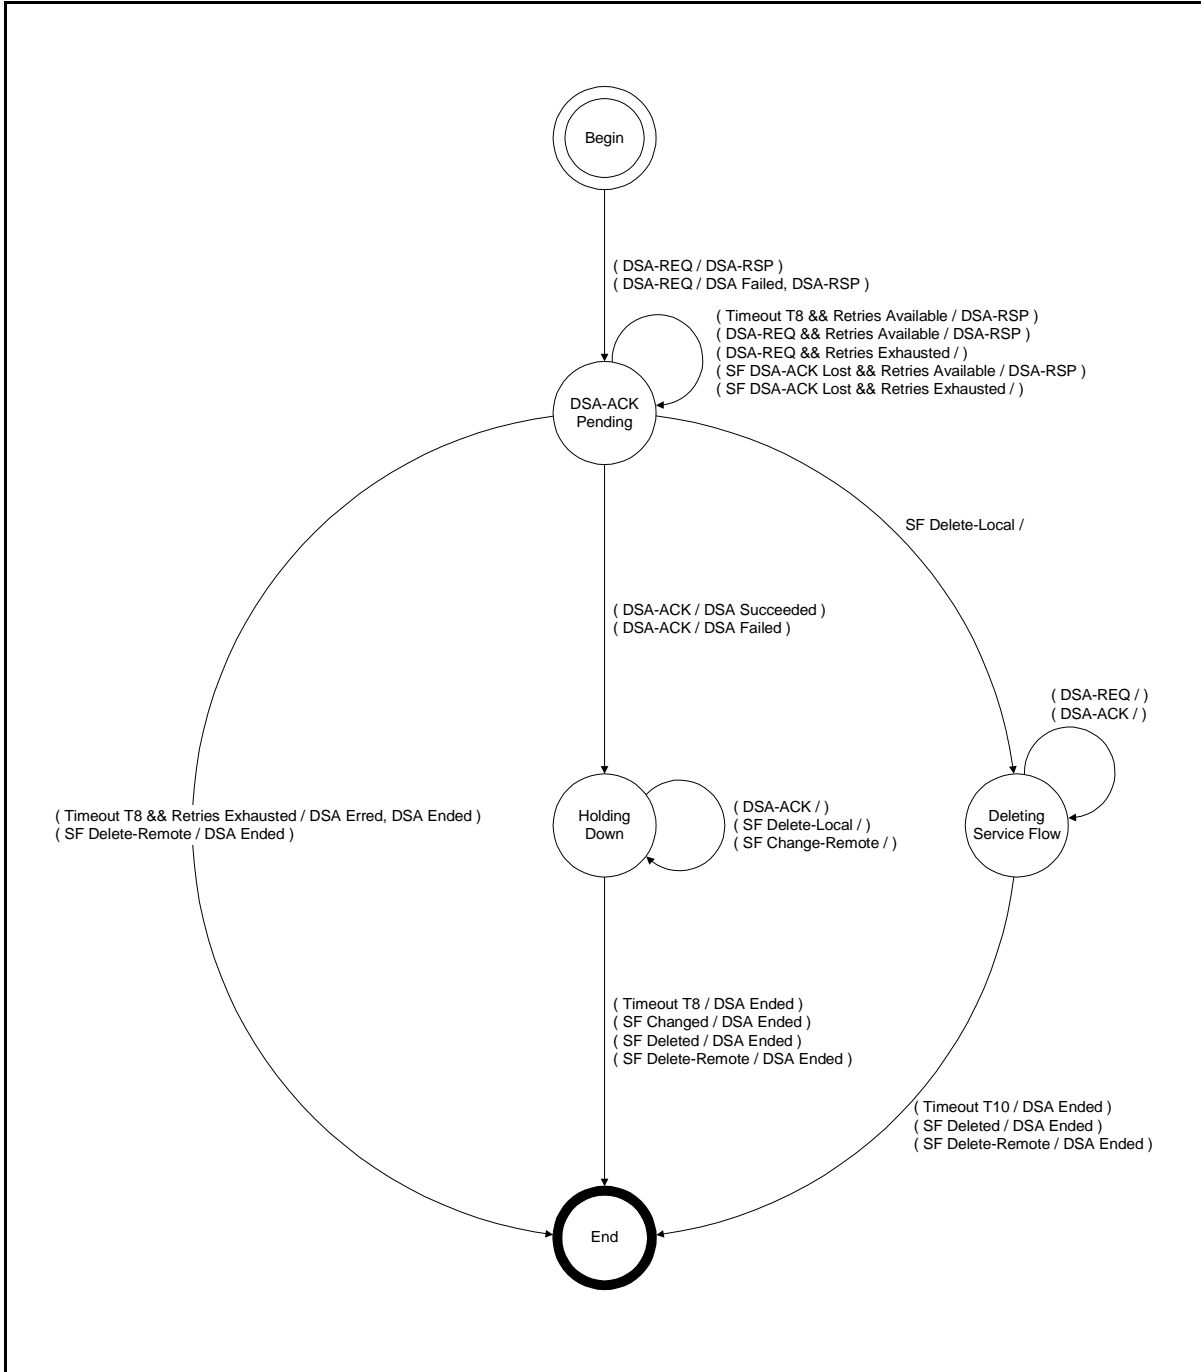 Begin
( DSA-REQ / DSA-RSP )
( DSA-REQ / DSA Failed, DSA-RSP )
( Timeout T8 && Retries Available / DSA-RSP )
( DSA-REQ && Retries Available / DSA-RSP )
( DSA-REQ && Retries Exhausted / )
( SF DSA-ACK Lost && Retries Available / DSA-RSP )
( SF DSA-ACK Lost && Retries Exhausted / )
DSA-ACK
Pending
SF Delete-Local /
( DSA-ACK / DSA Succeeded )
( DSA-ACK / DSA Failed )
( DSA-REQ / )
( DSA-ACK / )
( Timeout T8 && Retries Exhausted / DSA Erred, DSA Ended )
( SF Delete-Remote / DSA Ended )
Holding
Down
( DSA-ACK / )
( SF Delete-Local / )
( SF Change-Remote / )
Deleting
Service Flow
( Timeout T8 / DSA Ended )
( SF Changed / DSA Ended )
( SF Deleted / DSA Ended )
( SF Delete-Remote / DSA Ended )
( Timeout T10 / DSA Ended )
( SF Deleted / DSA Ended )
( SF Delete-Remote / DSA Ended )
End